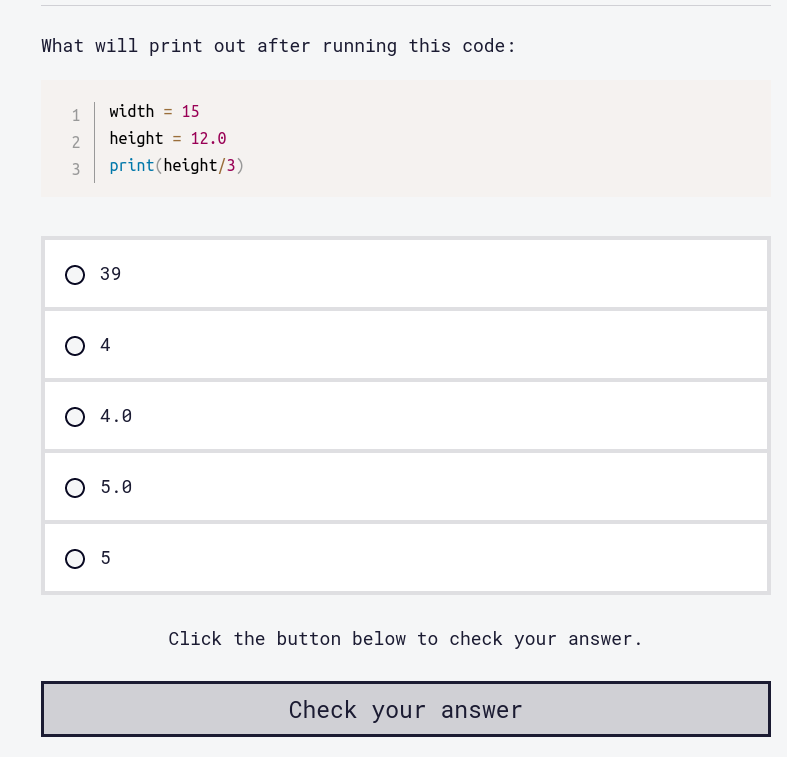 What will print out after running this code:
1 width = 15
2 height = 12.0
3 print(height/3)
39
4
4.0
5.0
5
Click the button below to check your answer.
Check your answer